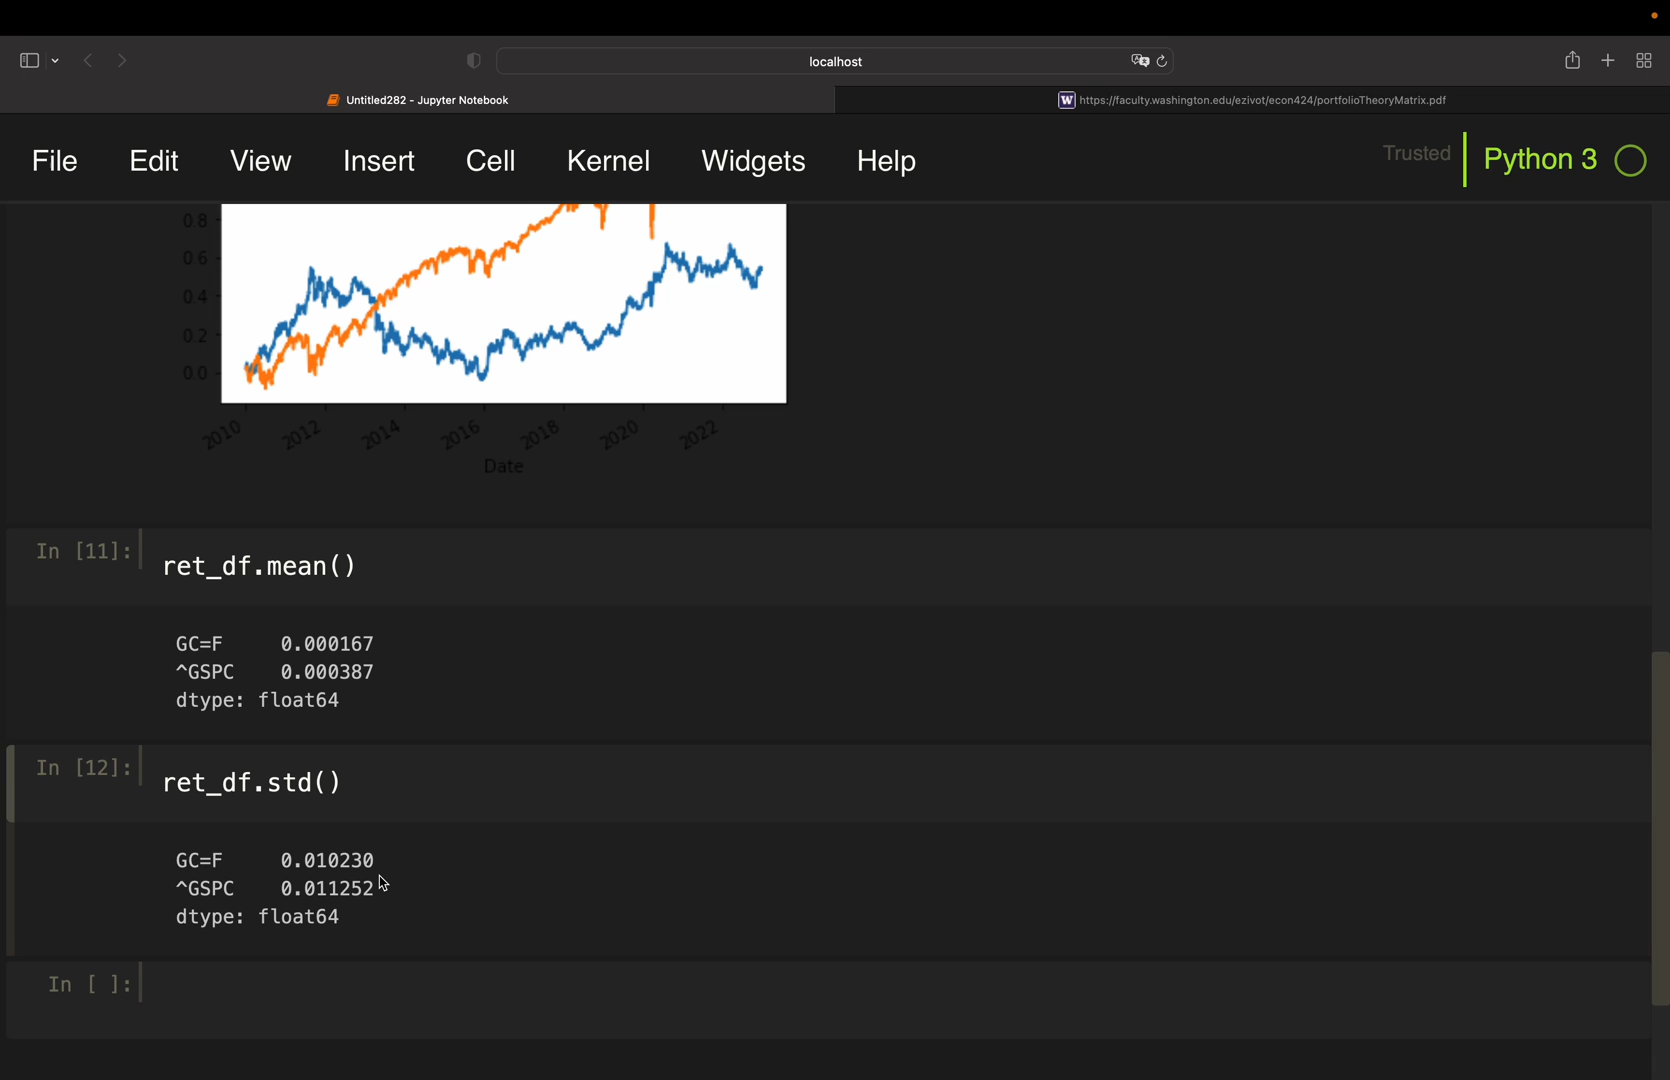 localhost
Untitled282 - Jupyter Notebook
W https://faculty.washington.edu/ezivot/econ424/portfolioTheoryMatrix.pdf
File Edit View Insert Cell Kernel Widgets Help Trusted Python 3
0.8
0.6
0.4
0.2
0.0
2010 2012 2014 2016 2018 2020 2022
Date
In [11]: ret_df.mean()
GC=F 0.000167
^GSPC 0.000387
dtype: float64
In [12]: ret_df.std()
GC=F 0.010230
^GSPC 0.011252
dtype: float64
In [ ]: